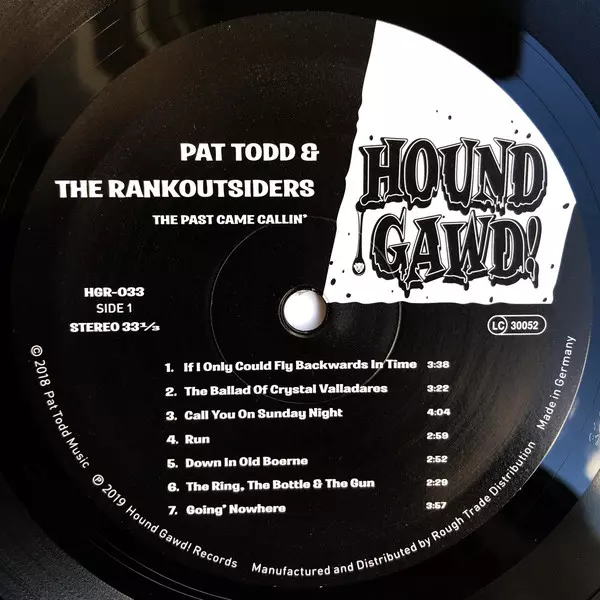 PAT TODD &
THE RANKOUTSIDERS
THE PAST CAME CALLIN'
HOUND
GAWD!
HGR-033
SIDE 1
STEREO 33⅓
LC 30052
1. If I Only Could Fly Backwards In Time 3:38
2. The Ballad Of Crystal Valladares 3:22
3. Call You On Sunday Night 4:04
4. Run 2:59
5. Down In Old Boerne 2:52
6. The Ring, The Bottle & The Gun 2:29
7. Going' Nowhere 3:57
© 2018 Pat Todd Music ℗ 2019 Hound Gawd! Records Manufactured and Distributed by Rough Trade Distribution Made in Germany